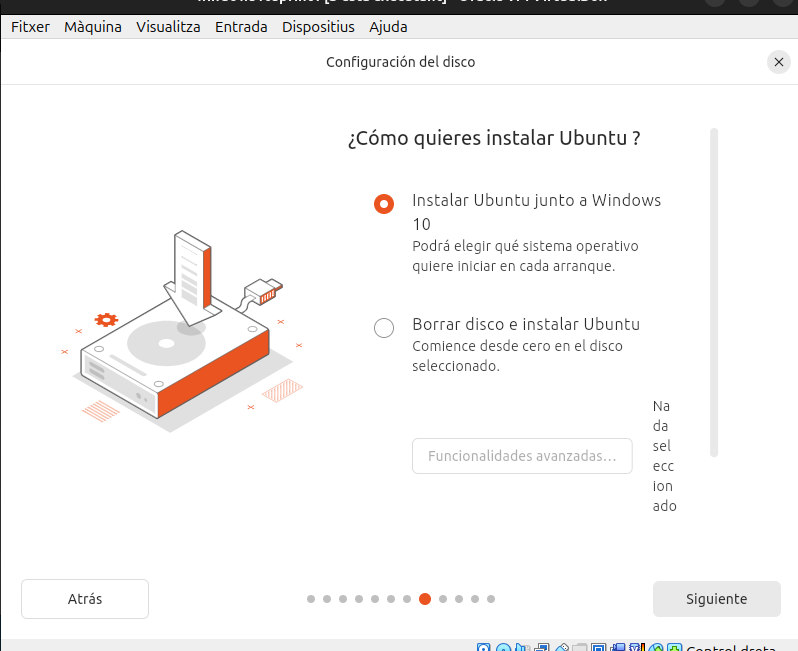 Fitxer Màquina Visualitza Entrada Dispositius Ajuda
Configuración del disco
¿Cómo quieres instalar Ubuntu ?
Instalar Ubuntu junto a Windows
10
Podrá elegir qué sistema operativo
quiere iniciar en cada arranque.
Borrar disco e instalar Ubuntu
Comience desde cero en el disco
seleccionado.
Funcionalidades avanzadas...
Na
da
sel
ecc
ion
ado
Atrás
Siguiente
Control dreta